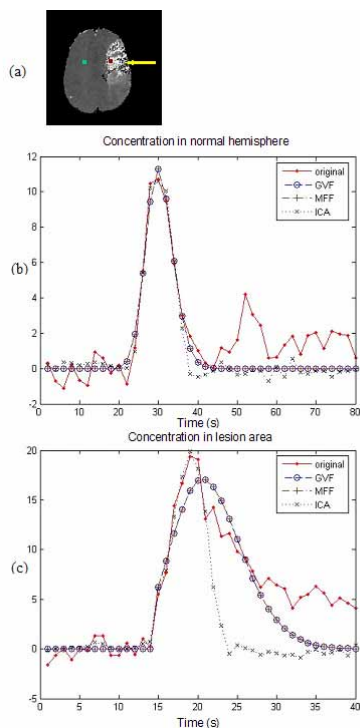 (a)
Concentration in normal hemisphere
12
10
8
6
4
2
0
-2
original
GVF
MFF
ICA
(b)
0 10 20 30 40 50 60 70 80
Time (s)
Concentration in lesion area
20
15
10
5
0
-5
original
GVF
MFF
ICA
(c)
0 5 10 15 20 25 30 35 40
Time (s)